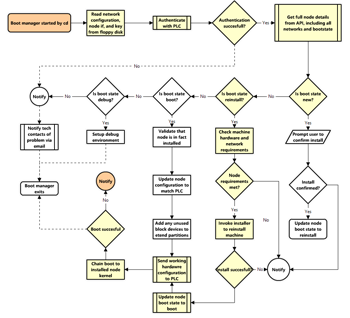 Boot manager started by cd
Read network
configuration,
node if. and key
from floppy disk
Authenticate
with PLC
Authentication
succesfull?
Yes
Get full node details
from API, including all
networks and bootstate
No
Notify
No
Is boot state
debug?
No
Is boot state
boot?
No
Is boot state
reinstall?
No
Is boot state
new?
Yes
Yes
Yes
Yes
Notify tech
contacts of
problem via
email
Setup debug
environment
Validate that
node is in fact
installed
Check machine
hardware and
network
requirements
Prompt user to
confirm install
Boot manager
exits
Notify
Update node
configuration
to match PLC
Node
requirements
met?
No
Install
confirmed?
No
Yes
Yes
Boot succesful
Add any unused
block devices to
xtend partitions
Invoke installer
to reinstall
machine
Update node
boot state to
reinstall
Chain boot to
installed node
kernel
Send working
hardware
configuration
to PLC
Install succesfull
No
Notify
Yes
Update node
boot state to
boot